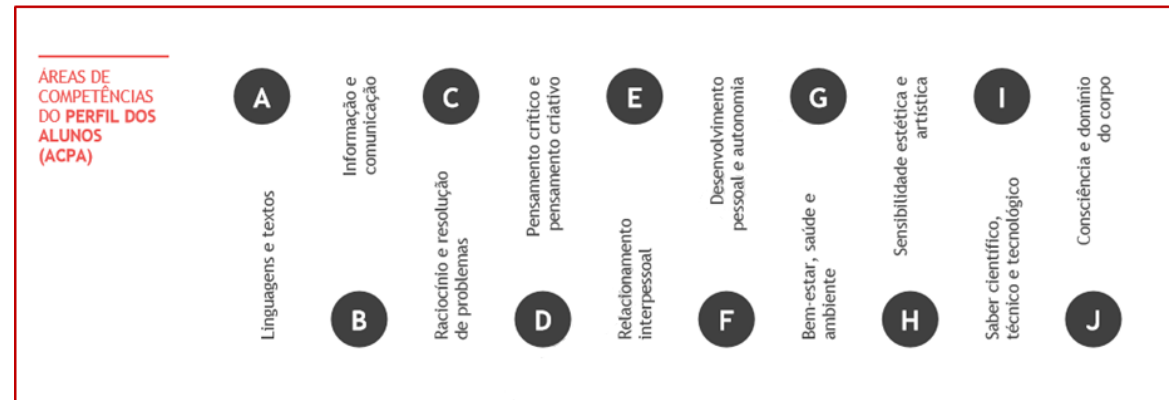 ÁREAS DE
COMPETÊNCIAS
DO PERFIL DOS
ALUNOS
(ACPA)
A
Linguagens e textos
Informação e
comunicação
B
C
Raciocínio e resolução
de problemas
Pensamento crítico e
pensamento criativo
D
E
Relacionamento
interpessoal
Desenvolvimento
pessoal e autonomia
F
G
Bem-estar, saúde e
ambiente
Sensibilidade estética e
artística
H
I
Saber científico,
técnico e tecnológico
Consciência e domínio
do corpo
J